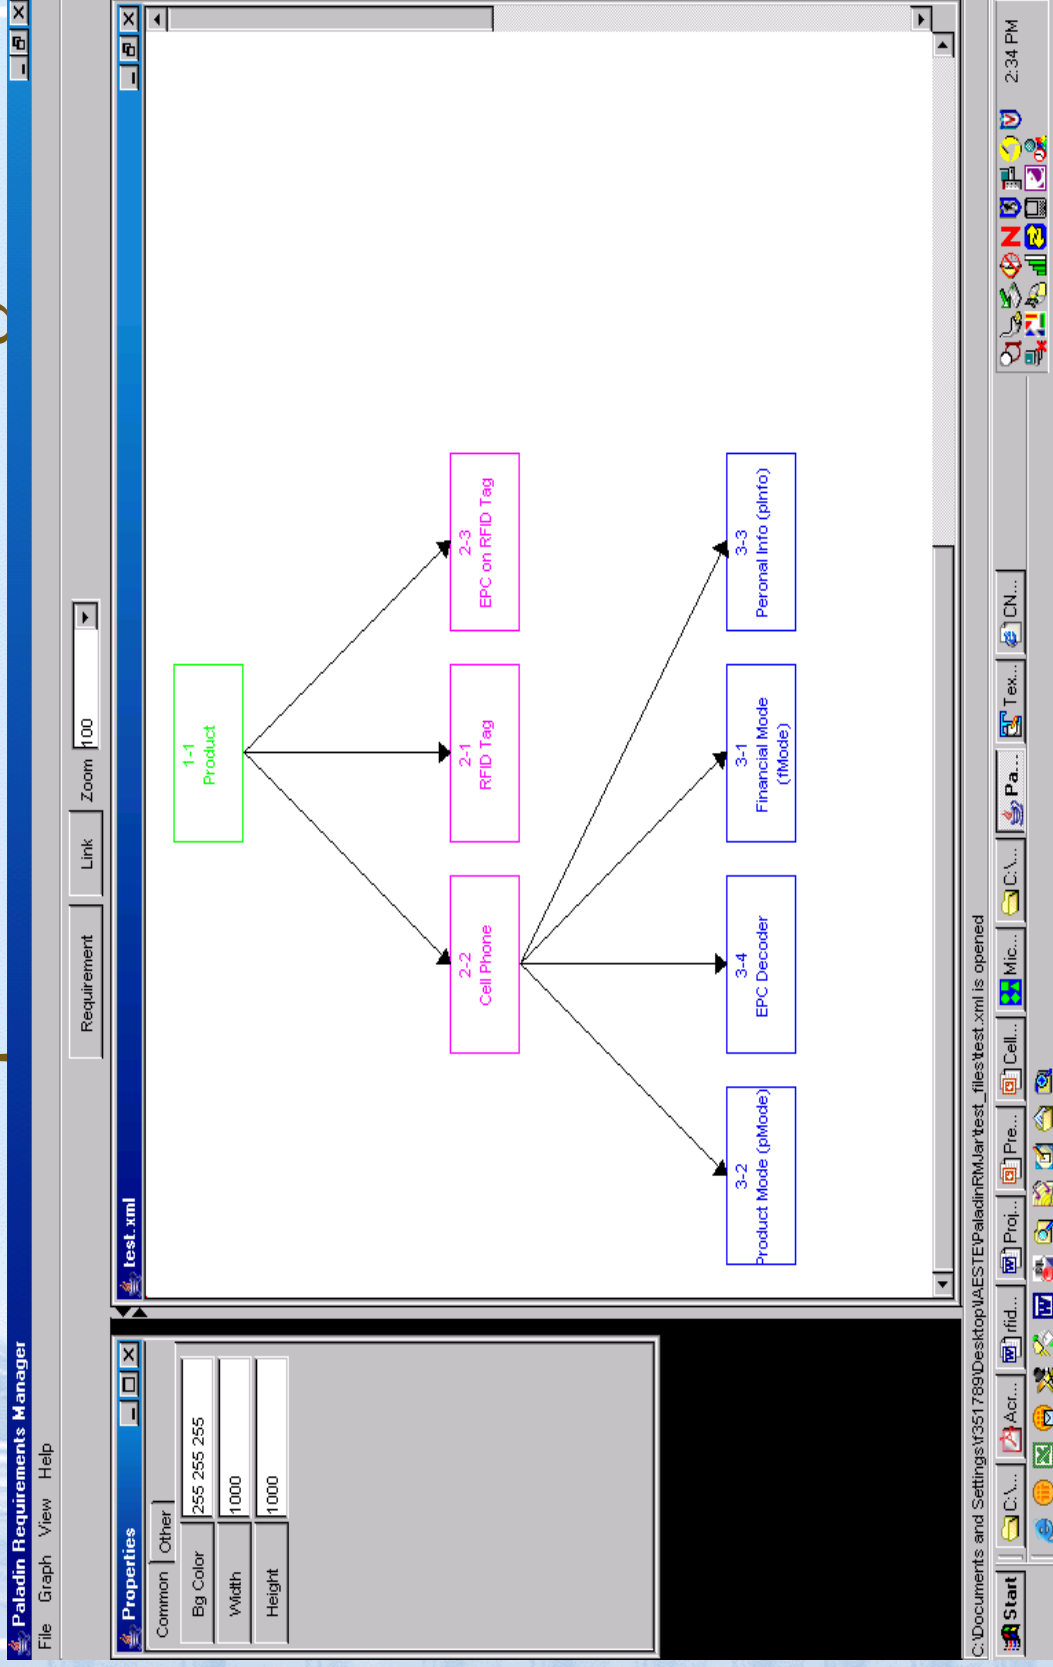 Paladin Requirements Manager
File Graph View Help
Requirement Link Zoom 100
Properties
Common Other
Bg Color 255 255 255
Width 1000
Height 1000
test.xml
1-1
Product
2-2
Cell Phone
2-1
RFID Tag
2-3
EPC on RFID Tag
3-2
Product Mode (pMode)
3-4
EPC Decoder
3-1
Financial Mode
(fMode)
3-3
Peronal Info (pInfo)
C:\Documents and Settings\f351789\Desktop\IAESTE\PaladinRMJar\test_files\test.xml is opened
Start C:\... Acr... rfid... Proj... Pre... Cell... Mic... C:\... Pa... Tex... CN... 2:34 PM